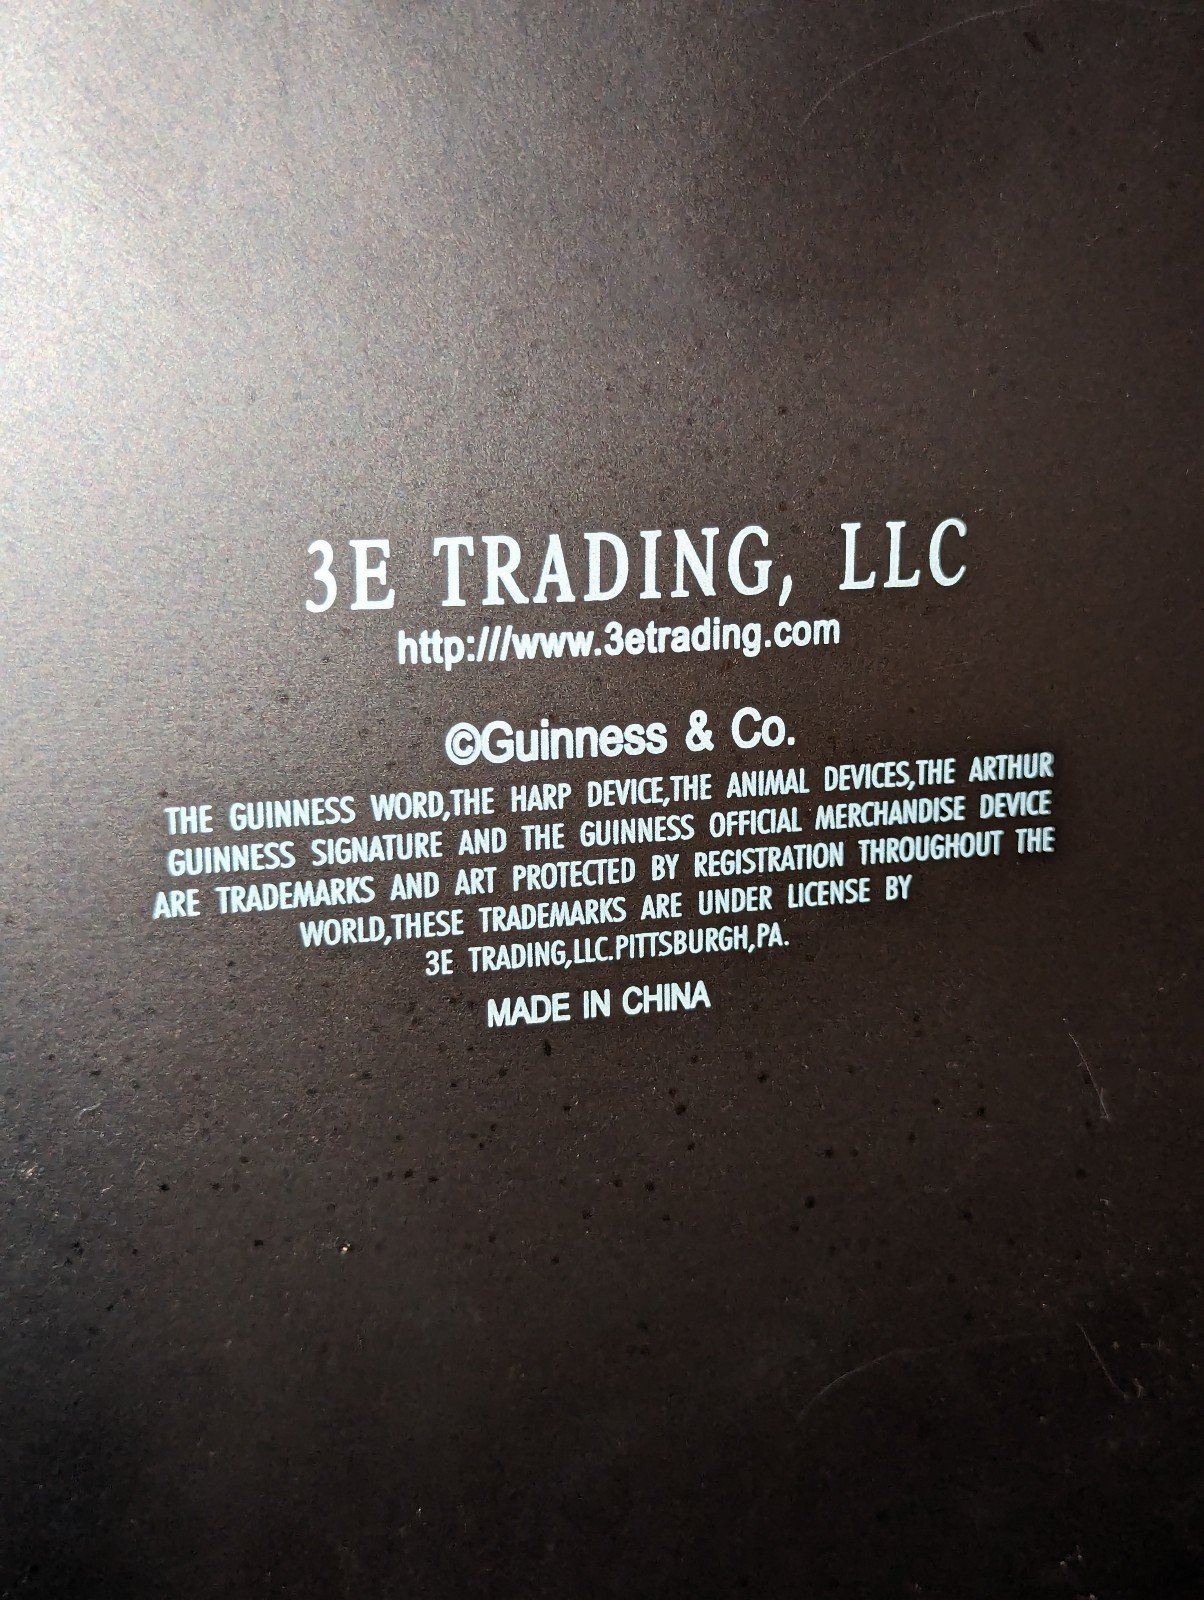 3E TRADING, LLC
http:///www.3etrading.com
©Guinness & Co.
THE GUINNESS WORD,THE HARP DEVICE,THE ANIMAL DEVICES,THE ARTHUR
GUINNESS SIGNATURE AND THE GUINNESS OFFICIAL MERCHANDISE DEVICE
ARE TRADEMARKS AND ART PROTECTED BY REGISTRATION THROUGHOUT THE
WORLD,THESE TRADEMARKS ARE UNDER LICENSE BY
3E TRADING,LLC.PITTSBURGH,PA.
MADE IN CHINA